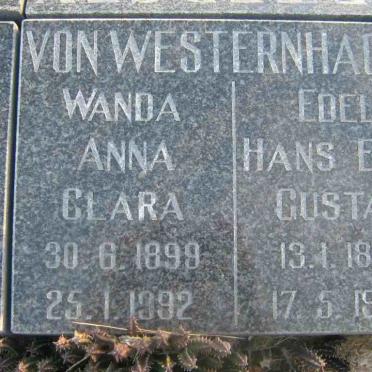 VON WESTERNHA
WANDA
ANNA
CLARA
30.6.1899
25.1.1992
EDEL
HANS E
GUSTA
13.1.18
17.5.19